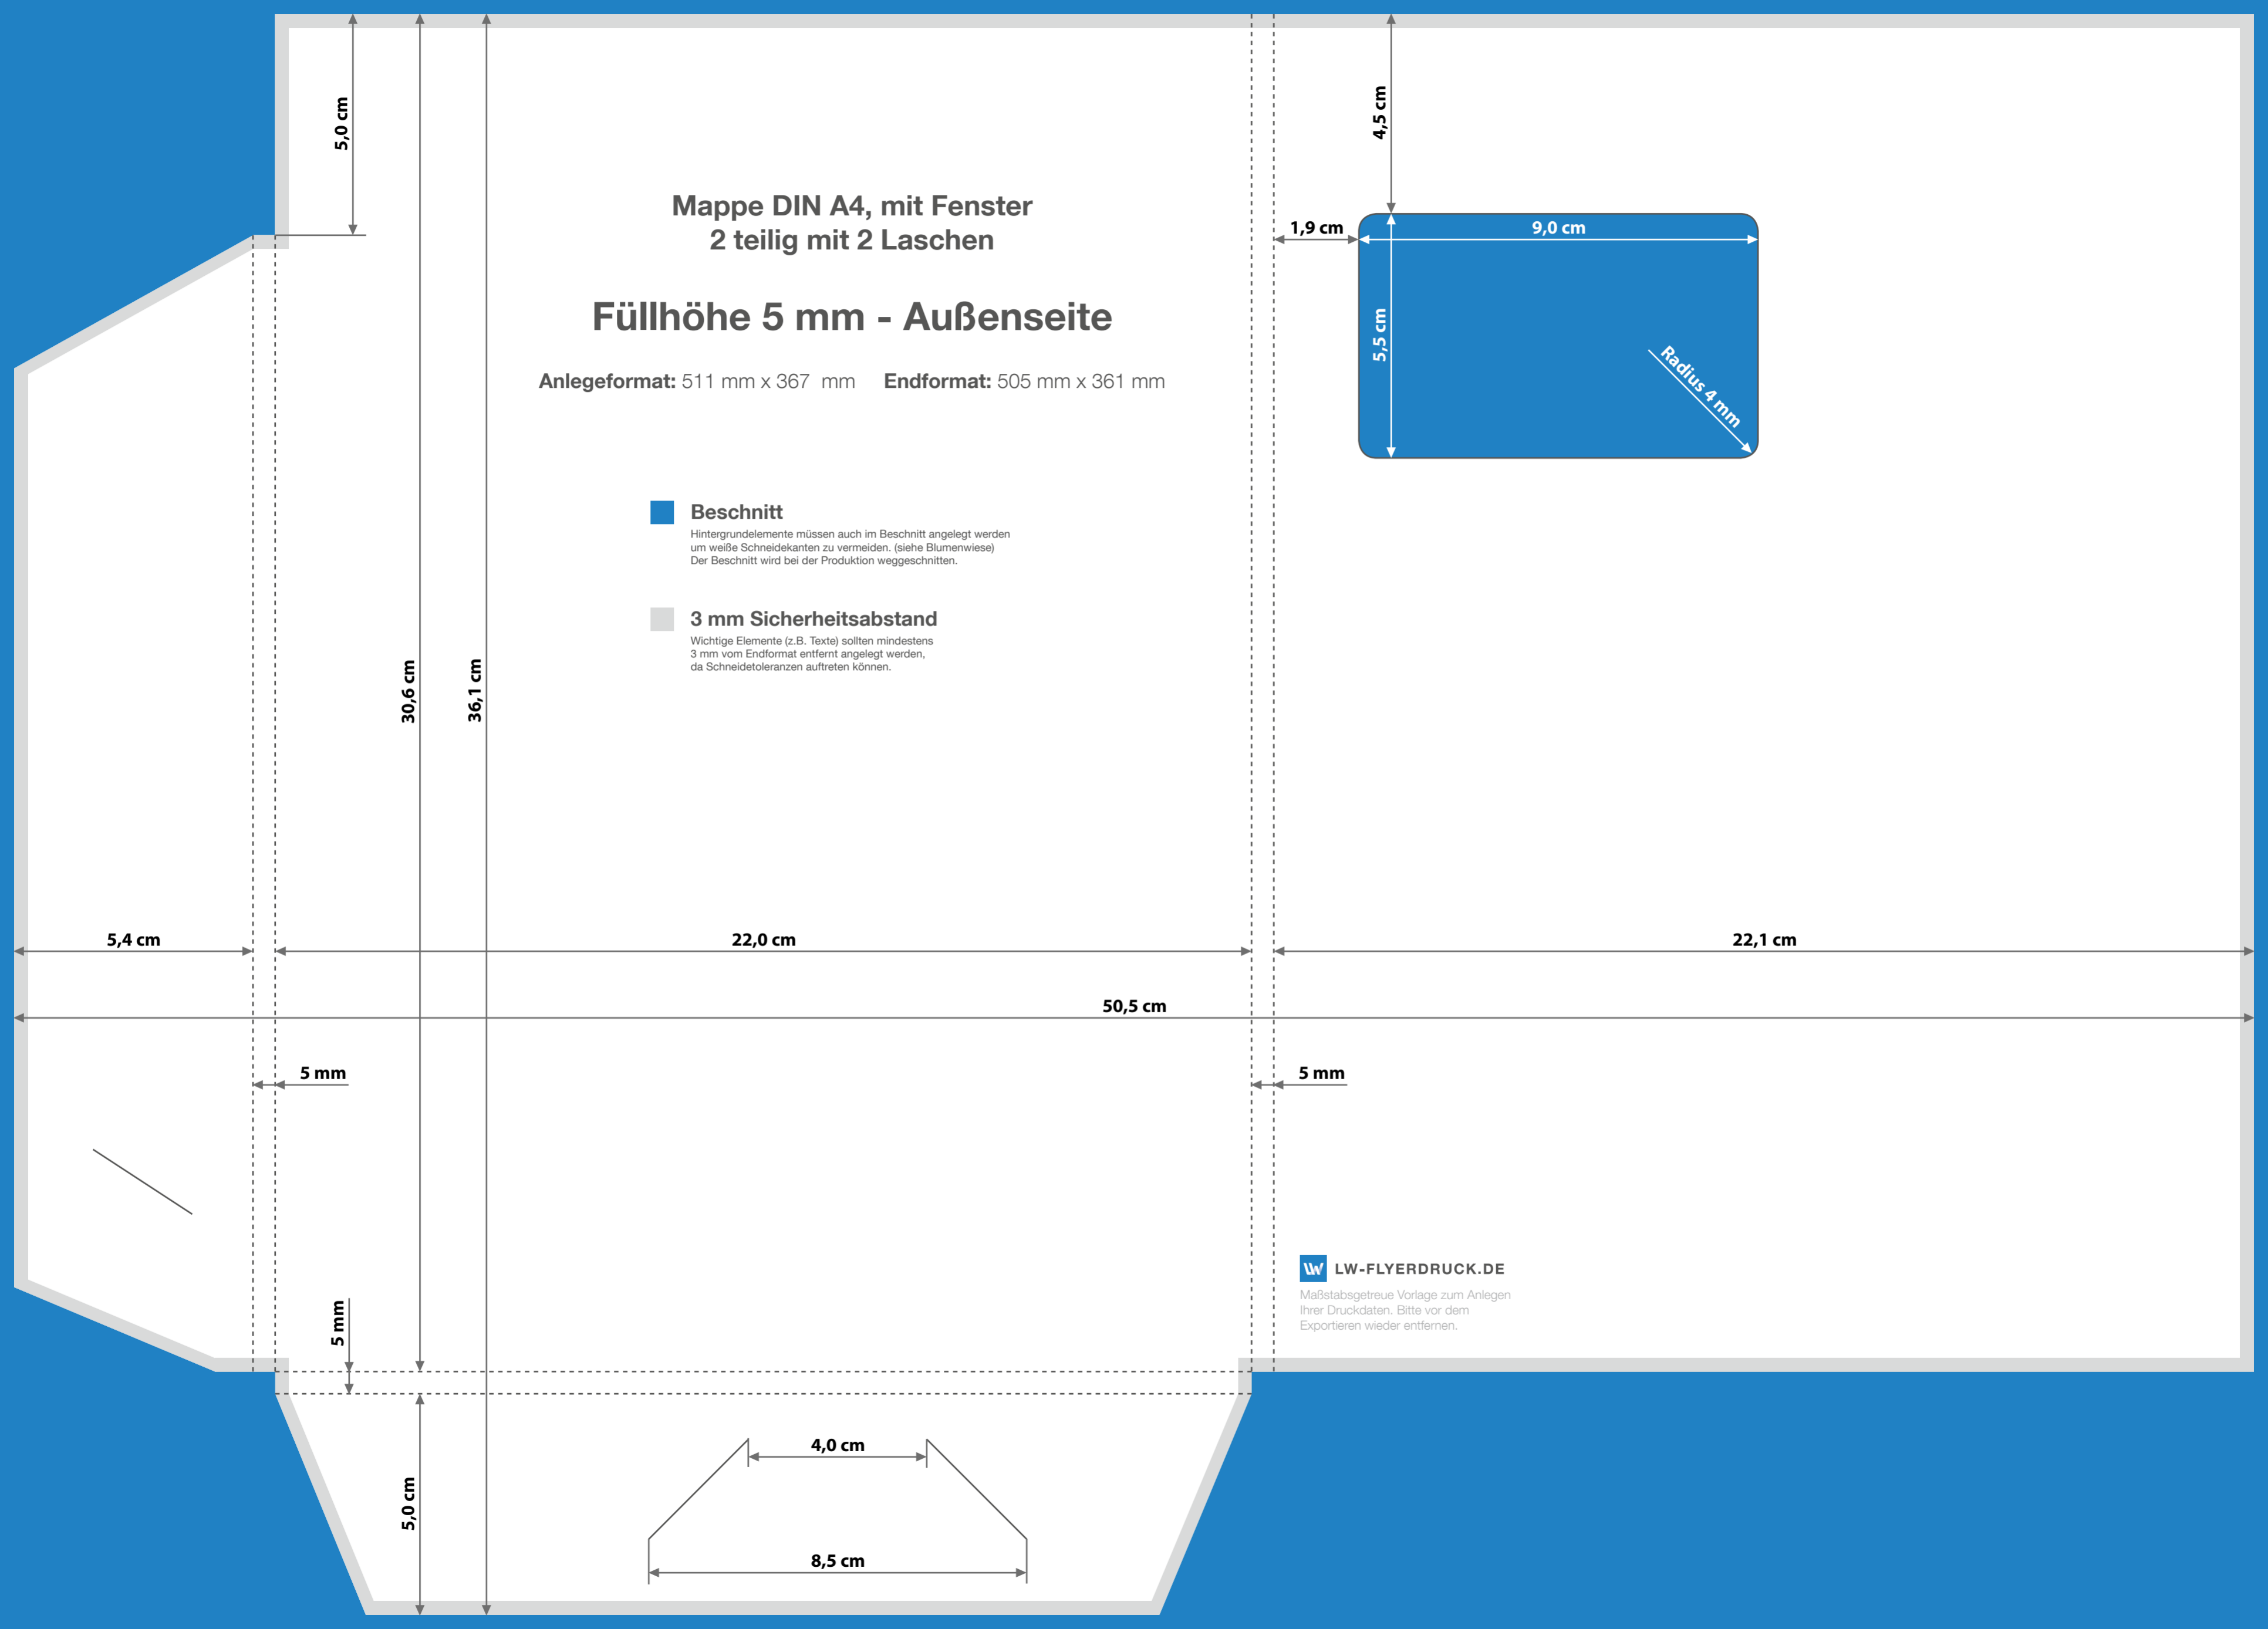 5,0 cm
4,5 cm
Mappe DIN A4, mit Fenster
2 teilig mit 2 Laschen
1,9 cm
9,0 cm
Füllhöhe 5 mm - Außenseite
5,5 cm
Radius 4 mm
Anlegeformat: 511 mm x 367 mm Endformat: 505 mm x 361 mm
Beschnitt
Hintergrundelemente müssen auch im Beschnitt angelegt werden
um weiße Schneidekanten zu vermeiden. (siehe Blumenwiese)
Der Beschnitt wird bei der Produktion weggeschnitten.
3 mm Sicherheitsabstand
Wichtige Elemente (z.B. Texte) sollten mindestens
3 mm vom Endformat entfernt angelegt werden,
da Schneidetoleranzen auftreten können.
30,6 cm
36,1 cm
5,4 cm
22,0 cm
22,1 cm
50,5 cm
5 mm
5 mm
LW LW-FLYERDRUCK.DE
Maßstabsgetreue Vorlage zum Anlegen
Ihrer Druckdaten. Bitte vor dem
Exportieren wieder entfernen.
5 mm
4,0 cm
5,0 cm
8,5 cm